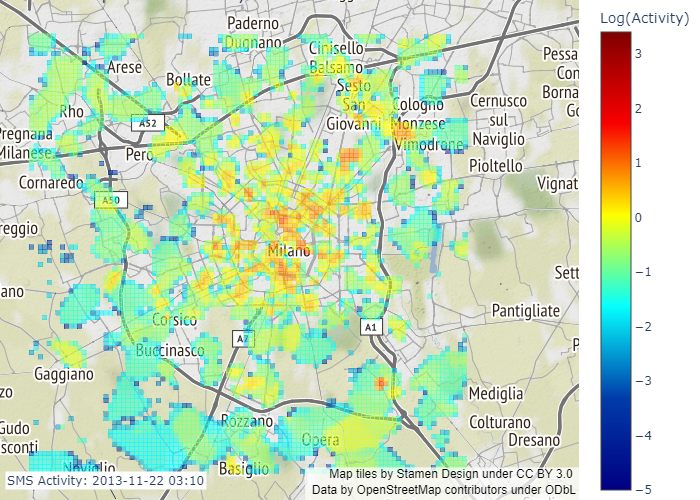 Log(Activity)
3
2
1
0
−1
−2
−3
−4
−5
Paderno
Dugnano
Cinisello
Balsamo
Arese
Bollate
Sesto
San
Giovanni
Cologno
Monzese
Cernusco
sul
Naviglio
Pessa
Con
Borna
Go
Rho
A52
Pregnana
Milanese
Pero
Vimodrone
Pioltello
Cornaredo
Vignat
A50
reggio
Milano
Sett
ano
Corsico
Pantigliate
A7
A1
Buccinasco
P
Gaggiano
Mediglia
zzo
Rozzano
Colturano
Gudo
sconti
Opera
Dresano
Noviglio
Basiglio
SMS Activity: 2013-11-22 03:10
Map tiles by Stamen Design under CC BY 3.0
Data by OpenStreetMap contributors under ODbL